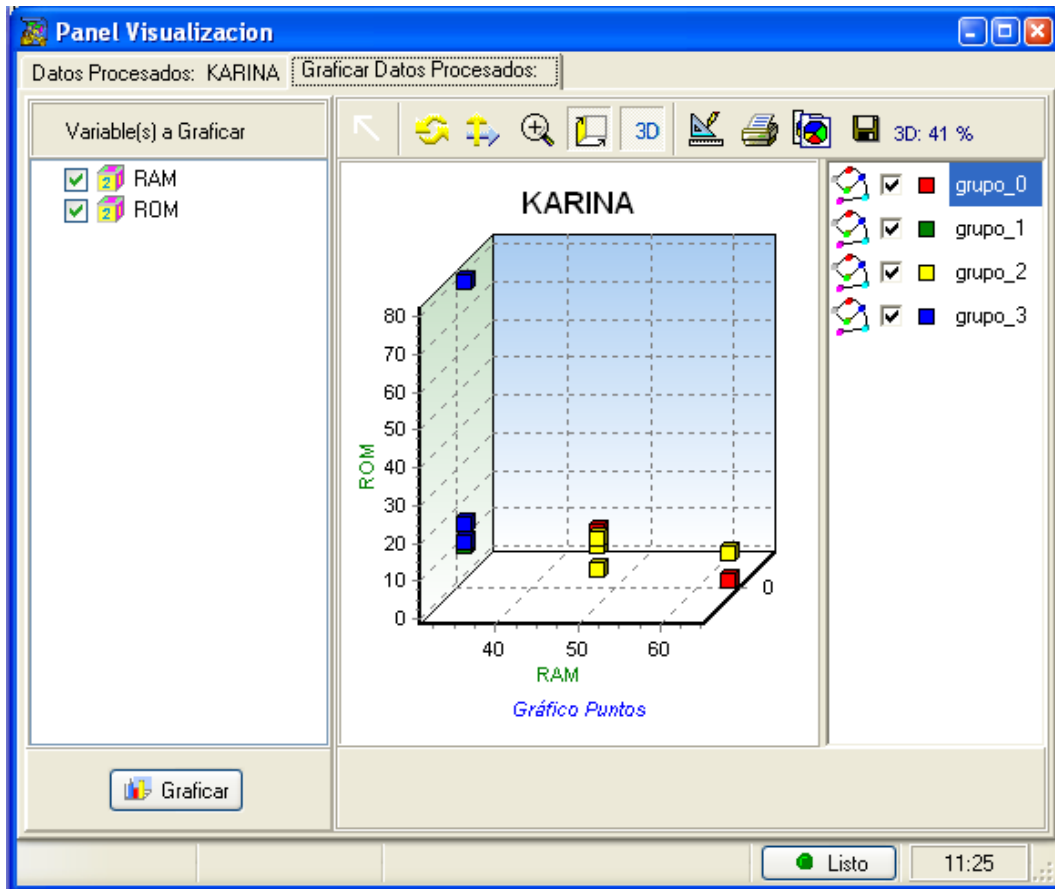 Panel Visualizacion
Datos Procesados: KARINA
Graficar Datos Procesados:
Variable(s) a Graficar
3D
3D: 41 %
RAM
ROM
KARINA
grupo_0
grupo_1
grupo_2
grupo_3
80
70
60
50
40
30
20
10
0
ROM
0
40 50 60
RAM
Gráfico Puntos
Graficar
Listo
11:25